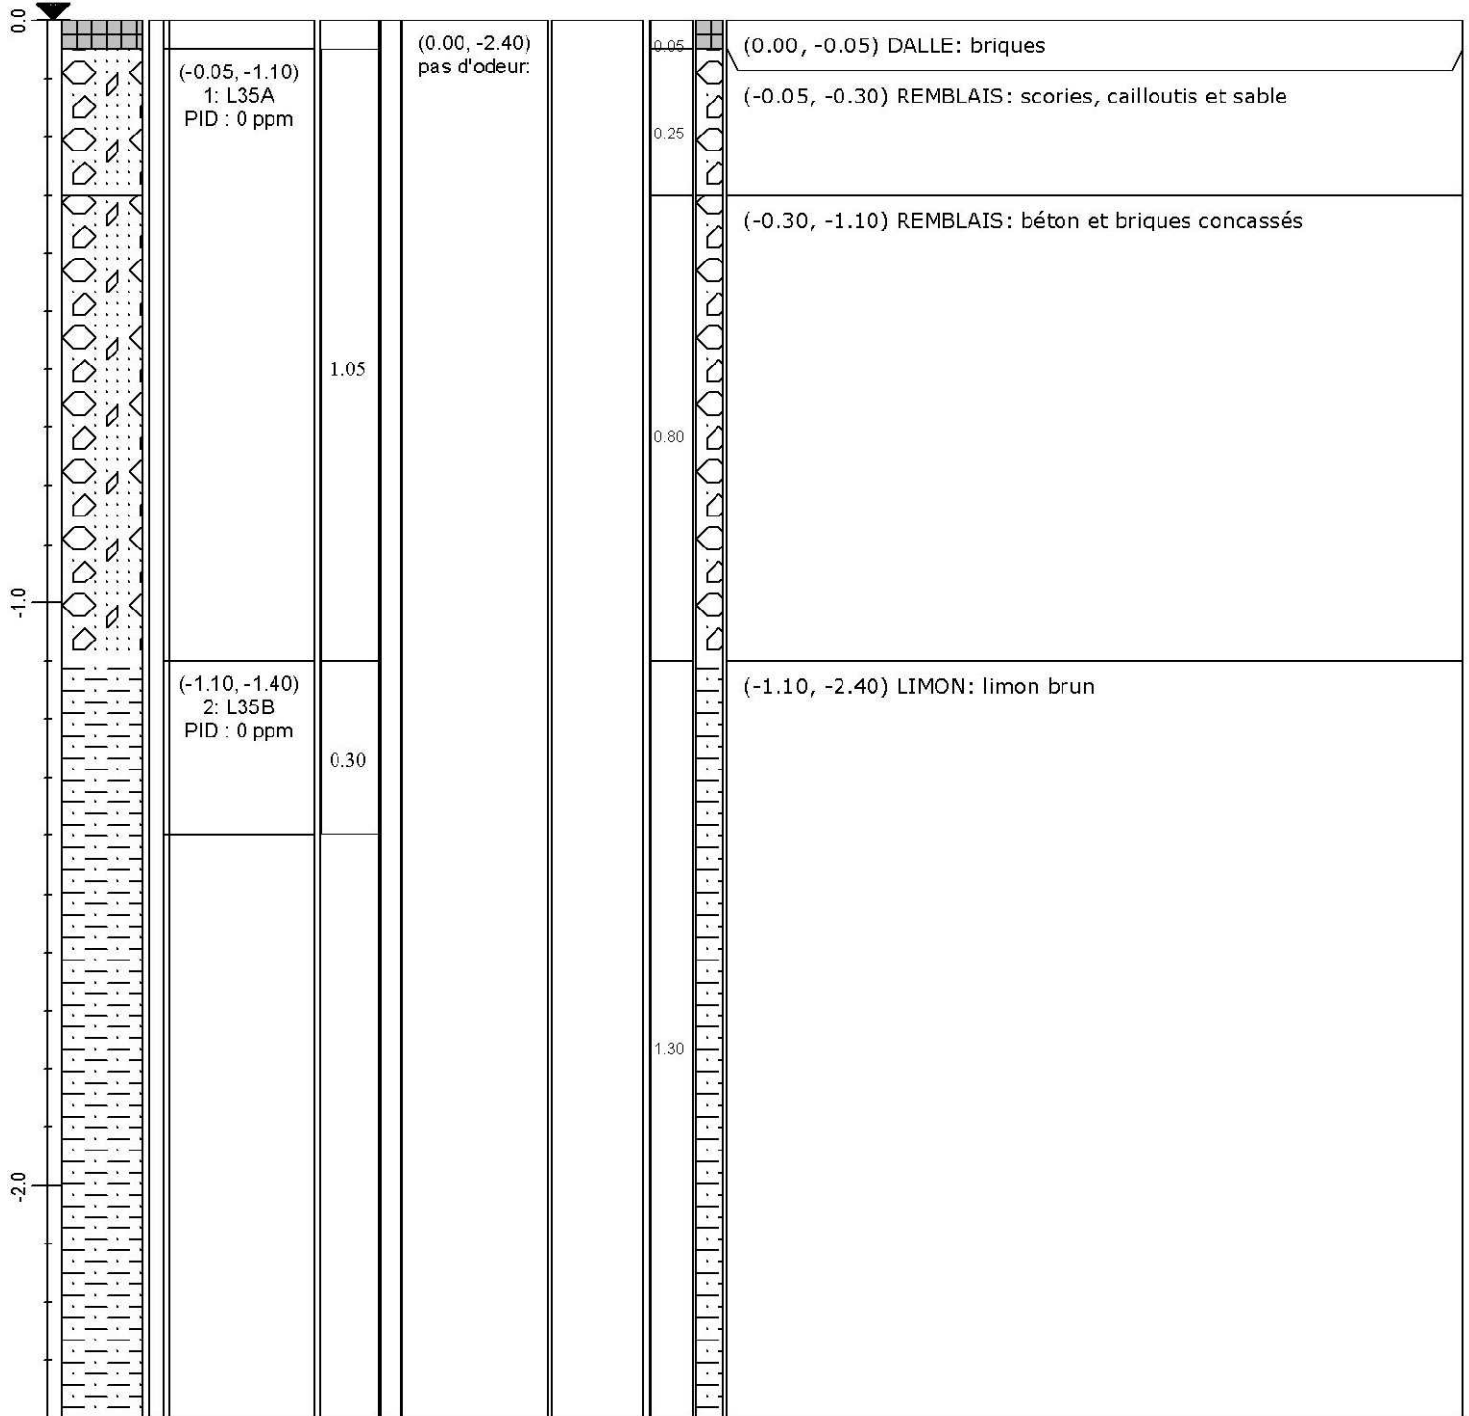 0.0
(0.00, -2.40)
pas d'odeur:
0.05
(0.00, -0.05) DALLE: briques
(-0.05, -1.10)
1: L35A
PID : 0 ppm
(-0.05, -0.30) REMBLAIS: scories, cailloutis et sable
0.25
(-0.30, -1.10) REMBLAIS: béton et briques concassés
1.05
0.80
-1.0
(-1.10, -1.40)
2: L35B
PID : 0 ppm
(-1.10, -2.40) LIMON: limon brun
0.30
1.30
-2.0